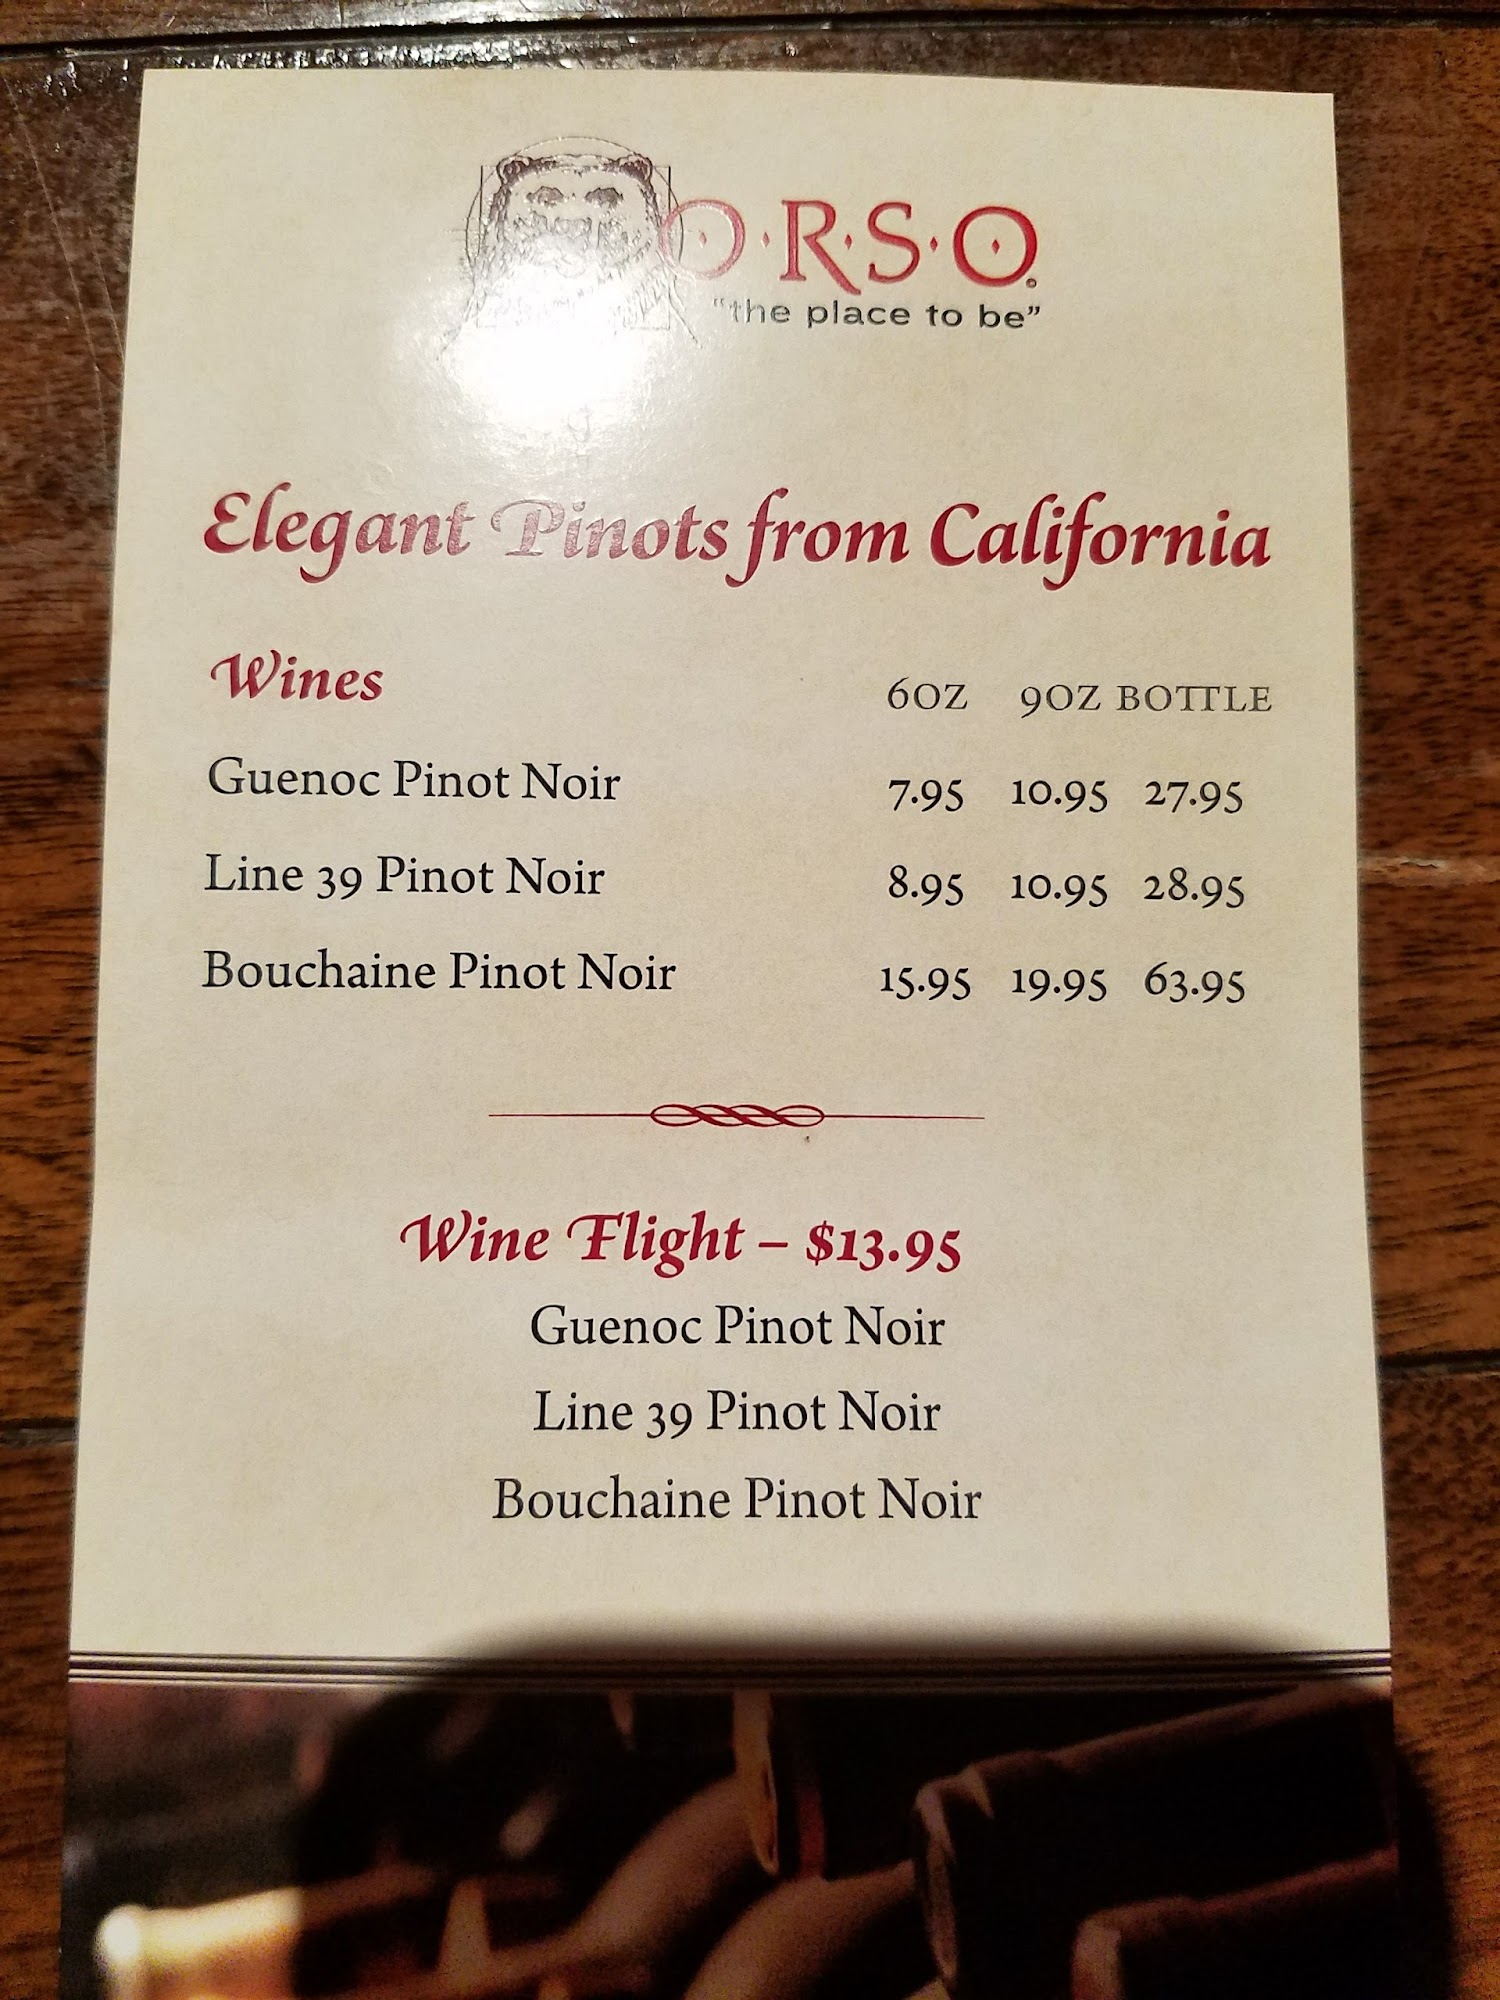 O·R·S·O
"the place to be"
Elegant Pinots from California
Wines 6OZ 9OZ BOTTLE
Guenoc Pinot Noir 7.95 10.95 27.95
Line 39 Pinot Noir 8.95 10.95 28.95
Bouchaine Pinot Noir 15.95 19.95 63.95
Wine Flight – $13.95
Guenoc Pinot Noir
Line 39 Pinot Noir
Bouchaine Pinot Noir